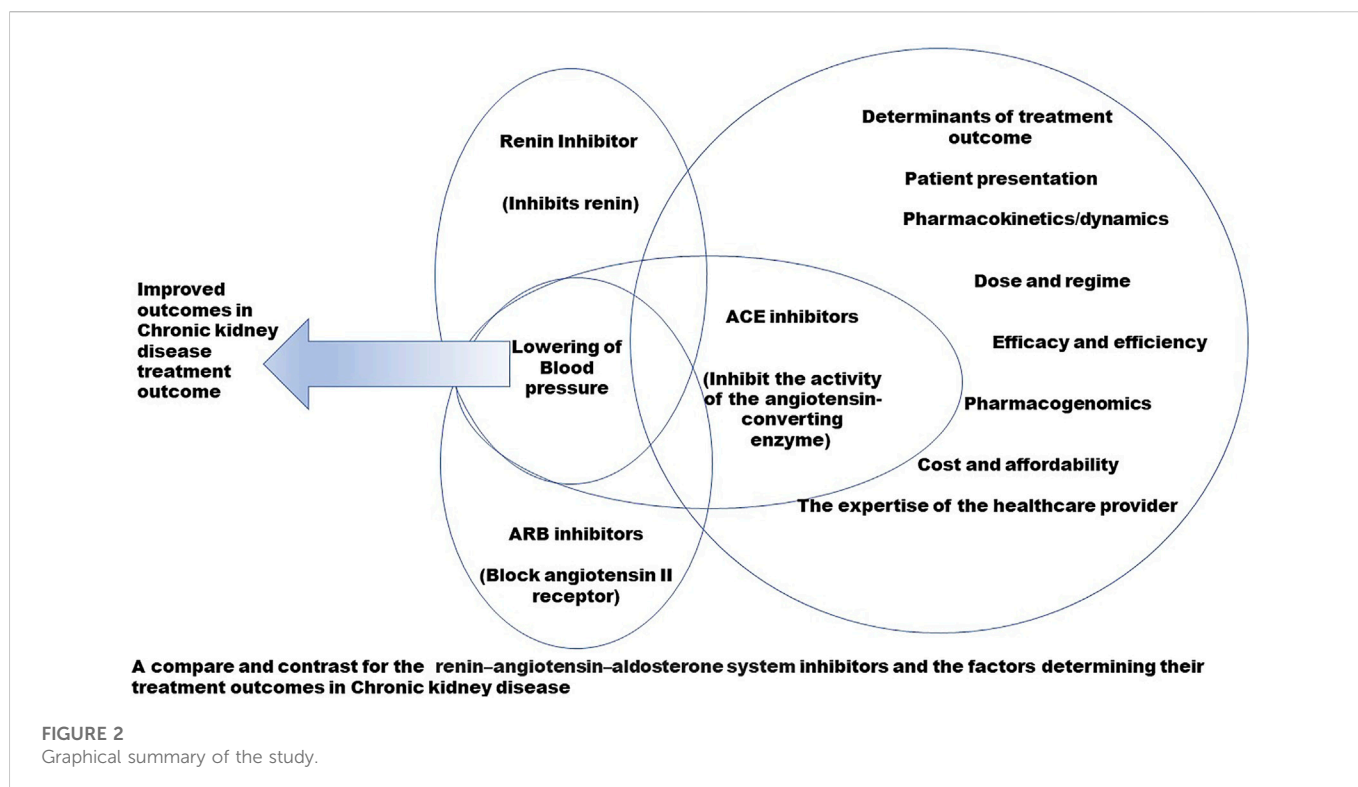 Renin Inhibitor
(Inhibits renin)
Determinants of treatment
outcome
Patient presentation
Pharmacokinetics/dynamics
Dose and regime
Efficacy and efficiency
Pharmacogenomics
Cost and affordability
The expertise of the healthcare provider
Improved
outcomes in
Chronic kidney
disease
treatment
outcome
Lowering of
Blood
pressure
ACE inhibitors
(Inhibit the activity
of the angiotensin-
converting
enzyme)
ARB inhibitors
(Block angiotensin II
receptor)
A compare and contrast for the renin–angiotensin–aldosterone system inhibitors and the factors determining their
treatment outcomes in Chronic kidney disease
FIGURE 2
Graphical summary of the study.